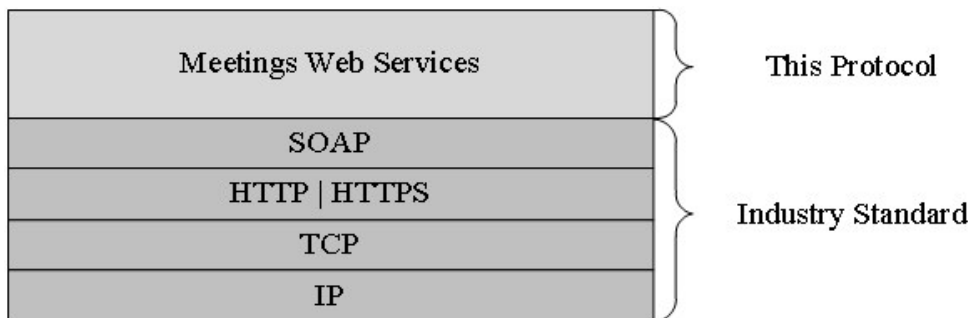 Meetings Web Services
This Protocol
SOAP
HTTP | HTTPS
TCP
IP
Industry Standard